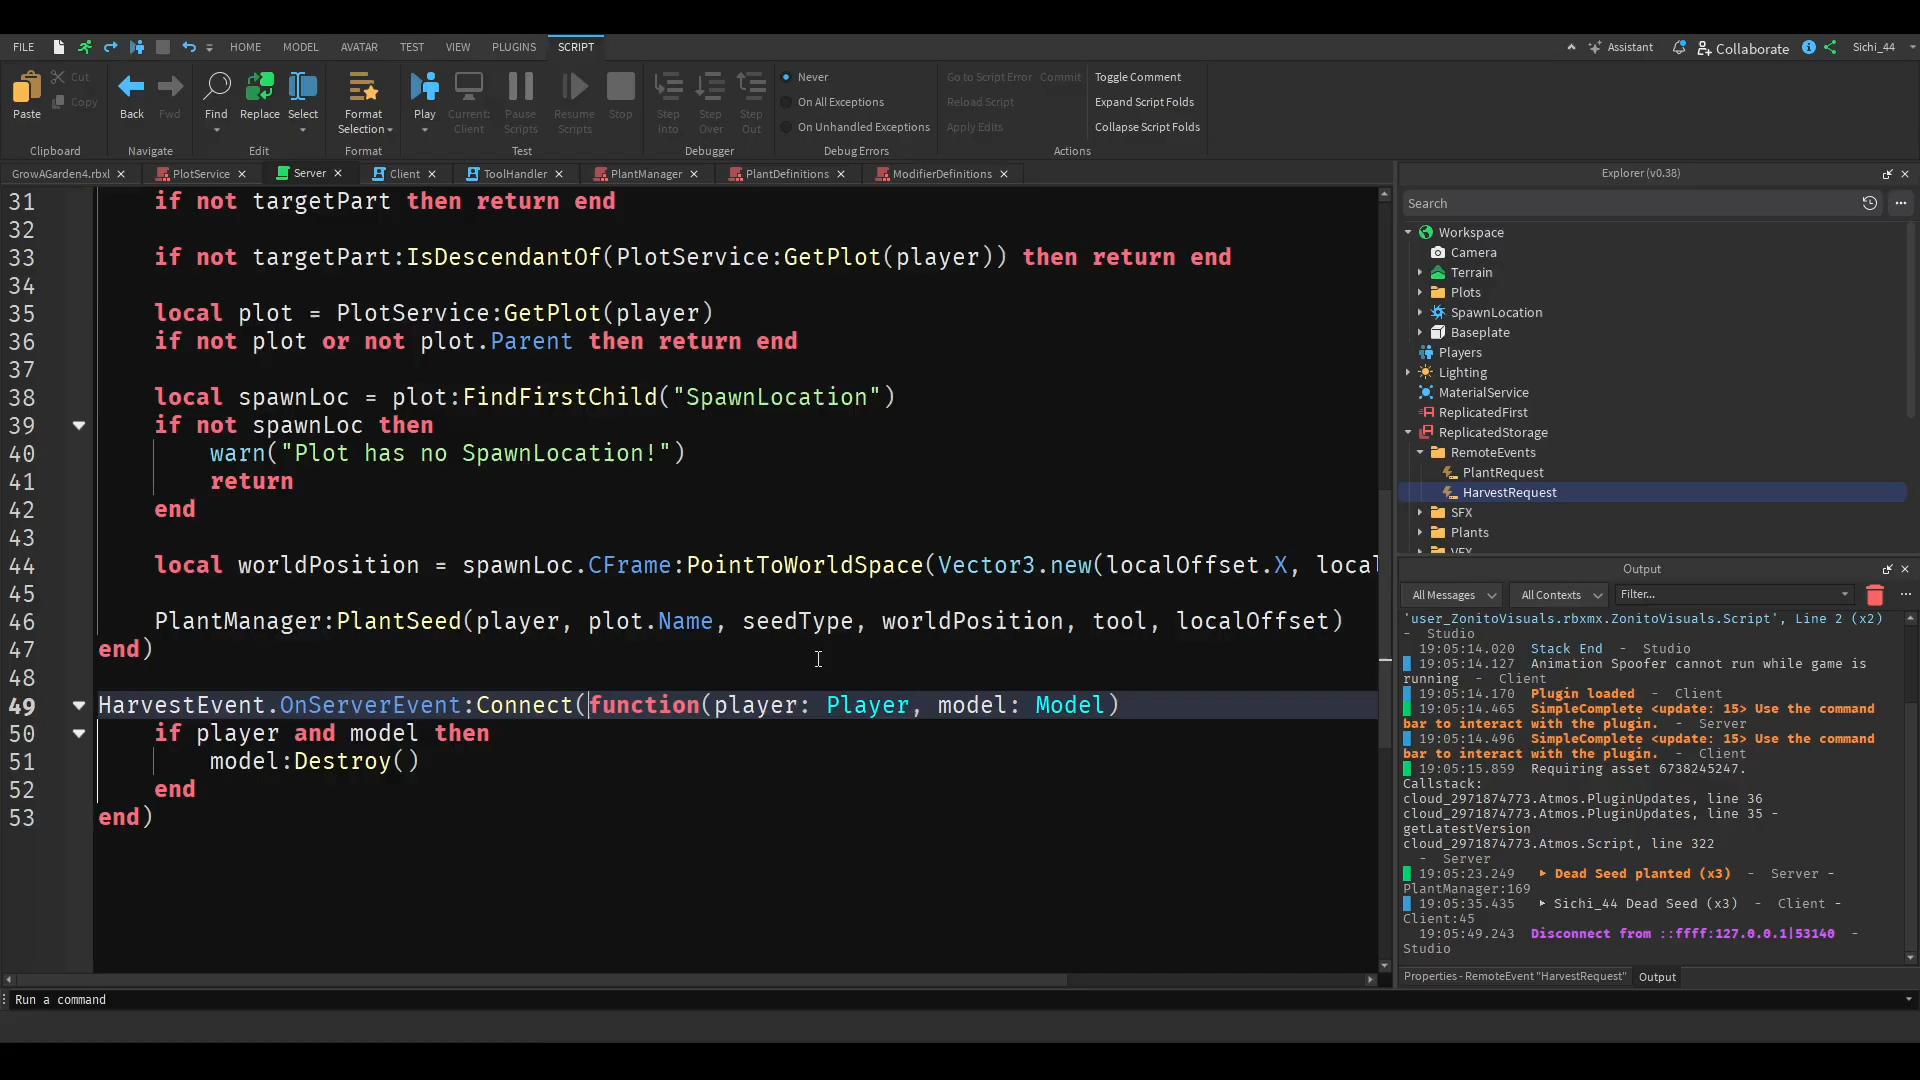 FILE HOME MODEL AVATAR TEST VIEW PLUGINS SCRIPT Assistant Collaborate Sichi_44
Paste Cut Copy Back Fwd Find Replace Select Format Selection Play Current: Client Pause Scripts Resume Scripts Stop Step Into Step Over Step Out
Never Go to Script Error Commit Toggle Comment
On All Exceptions Reload Script Expand Script Folds
On Unhandled Exceptions Apply Edits Collapse Script Folds
Clipboard Navigate Edit Format Test Debugger Debug Errors Actions
GrowAGarden4.rbxl PlotService Server Client ToolHandler PlantManager PlantDefinitions ModifierDefinitions
31 if not targetPart then return end
32
33 if not targetPart:IsDescendantOf(PlotService:GetPlot(player)) then return end
34
35 local plot = PlotService:GetPlot(player)
36 if not plot or not plot.Parent then return end
37
38 local spawnLoc = plot:FindFirstChild("SpawnLocation")
39 if not spawnLoc then
40 warn("Plot has no SpawnLocation!")
41 return
42 end
43
44 local worldPosition = spawnLoc.CFrame:PointToWorldSpace(Vector3.new(localOffset.X, local
45
46 PlantManager:PlantSeed(player, plot.Name, seedType, worldPosition, tool, localOffset)
47 end)
48
49 HarvestEvent.OnServerEvent:Connect(function(player: Player, model: Model)
50 if player and model then
51 model:Destroy()
52 end
53 end)
Explorer (v0.38)
Search
Workspace
Camera
Terrain
Plots
SpawnLocation
Baseplate
Players
Lighting
MaterialService
ReplicatedFirst
ReplicatedStorage
RemoteEvents
PlantRequest
HarvestRequest
SFX
Plants
VFX
Output
All Messages All Contexts Filter...
'user_ZonitoVisuals.rbxmx.ZonitoVisuals.Script', Line 2 (x2)
- Studio
19:05:14.020 Stack End - Studio
19:05:14.127 Animation Spoofer cannot run while game is
running - Client
19:05:14.170 Plugin loaded - Client
19:05:14.465 SimpleComplete <update: 15> Use the command
bar to interact with the plugin. - Server
19:05:14.496 SimpleComplete <update: 15> Use the command
bar to interact with the plugin. - Client
19:05:15.859 Requiring asset 6738245247.
Callstack:
cloud_2971874773.Atmos.PluginUpdates, line 36
cloud_2971874773.Atmos.PluginUpdates, line 35 -
getLatestVersion
cloud_2971874773.Atmos.Script, line 322
- Server
19:05:23.249 Dead Seed planted (x3) - Server -
PlantManager:169
19:05:35.435 Sichi_44 Dead Seed (x3) - Client -
Client:45
19:05:49.243 Disconnect from ::ffff:127.0.0.1|53140 -
Studio
Properties - RemoteEvent "HarvestRequest" Output
Run a command